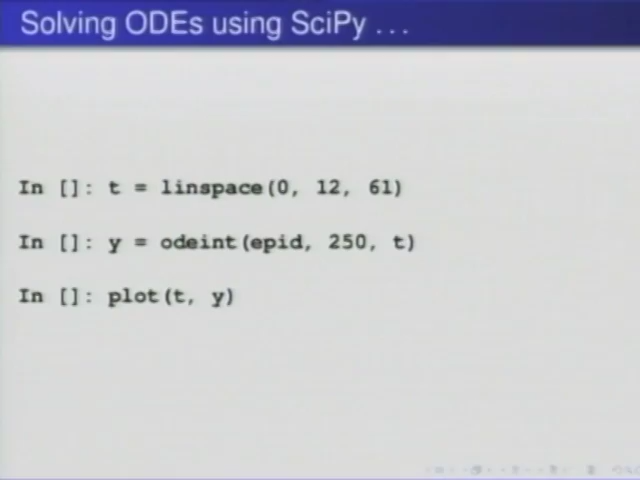 Solving ODEs using SciPy ...
In []: t = linspace(0, 12, 61)
In []: y = odeint(epid, 250, t)
In []: plot(t, y)